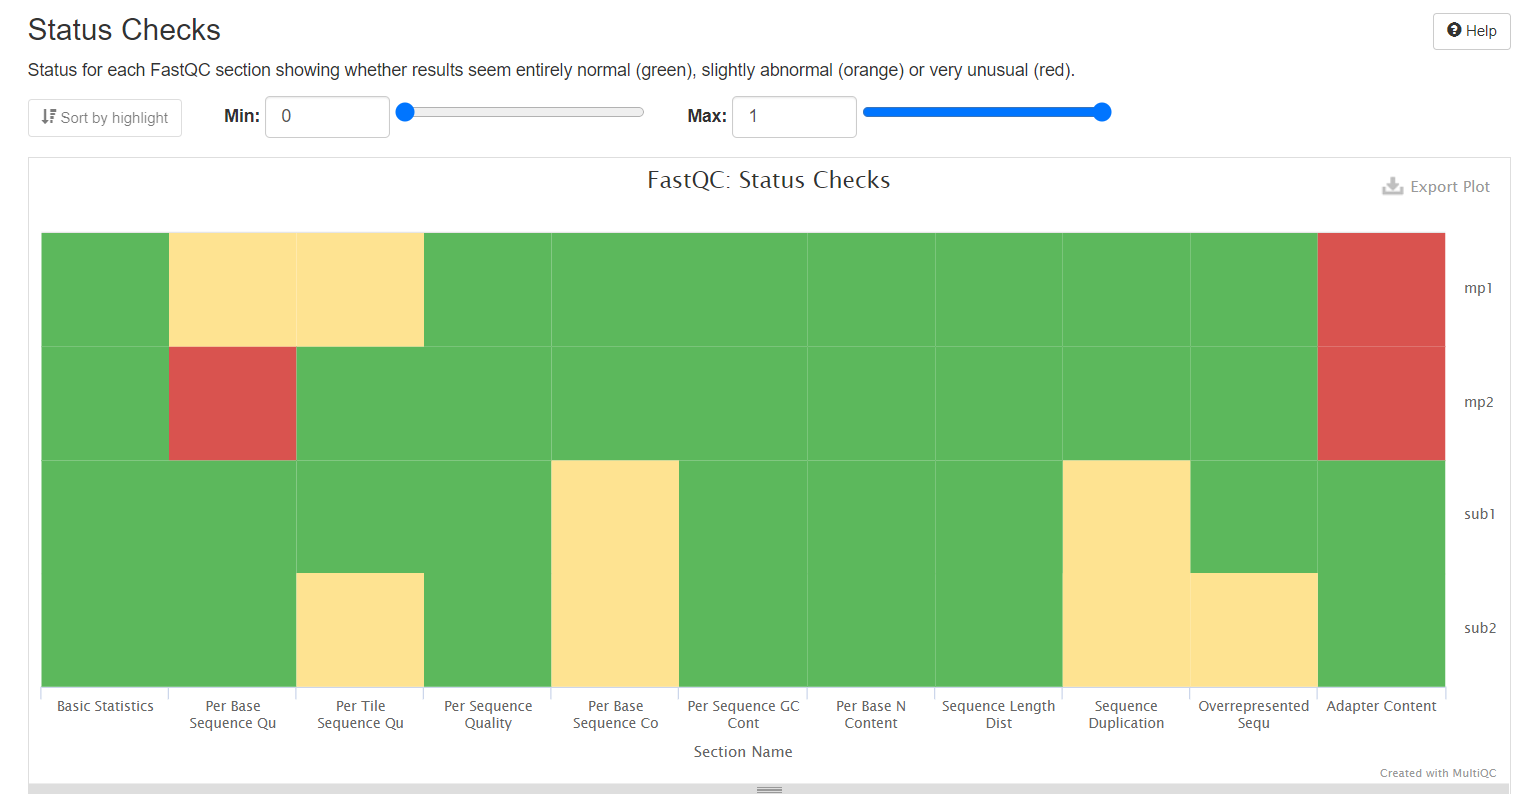 Status Checks
Help
Status for each FastQC section showing whether results seem entirely normal (green), slightly abnormal (orange) or very unusual (red).
Sort by highlight
Min: 0
Max: 1
FastQC: Status Checks
Export Plot
mp1
mp2
sub1
sub2
Basic Statistics
Per Base
Sequence Qu
Per Tile
Sequence Qu
Per Sequence
Quality
Per Base
Sequence Co
Per Sequence GC
Cont
Per Base N
Content
Sequence Length
Dist
Sequence
Duplication
Overrepresented
Sequ
Adapter Content
Section Name
Created with MultiQC